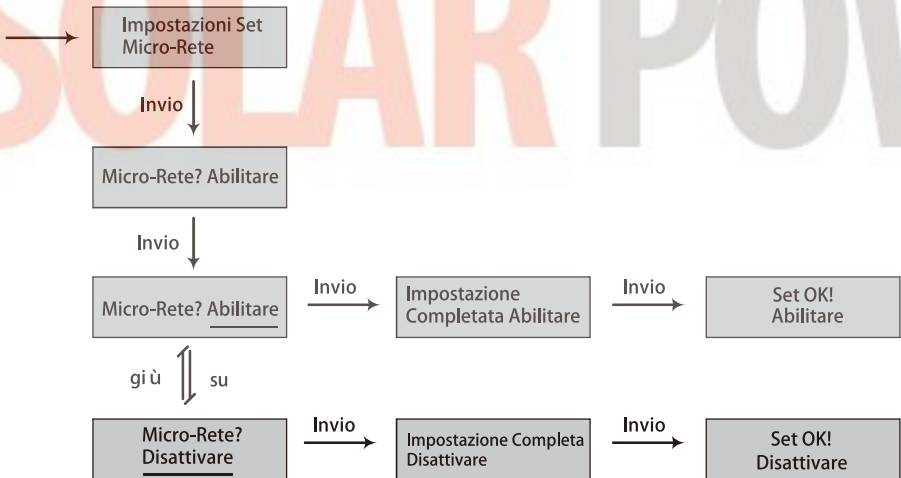 SOLAR POW
Impostazioni Set
Micro-Rete
Invio
Micro-Rete? Abilitare
Invio
Micro-Rete? Abilitare
Invio
Impostazione
Completata Abilitare
Invio
Set OK!
Abilitare
gi ù
su
Micro-Rete?
Disattivare
Invio
Impostazione Completa
Disattivare
Invio
Set OK!
Disattivare